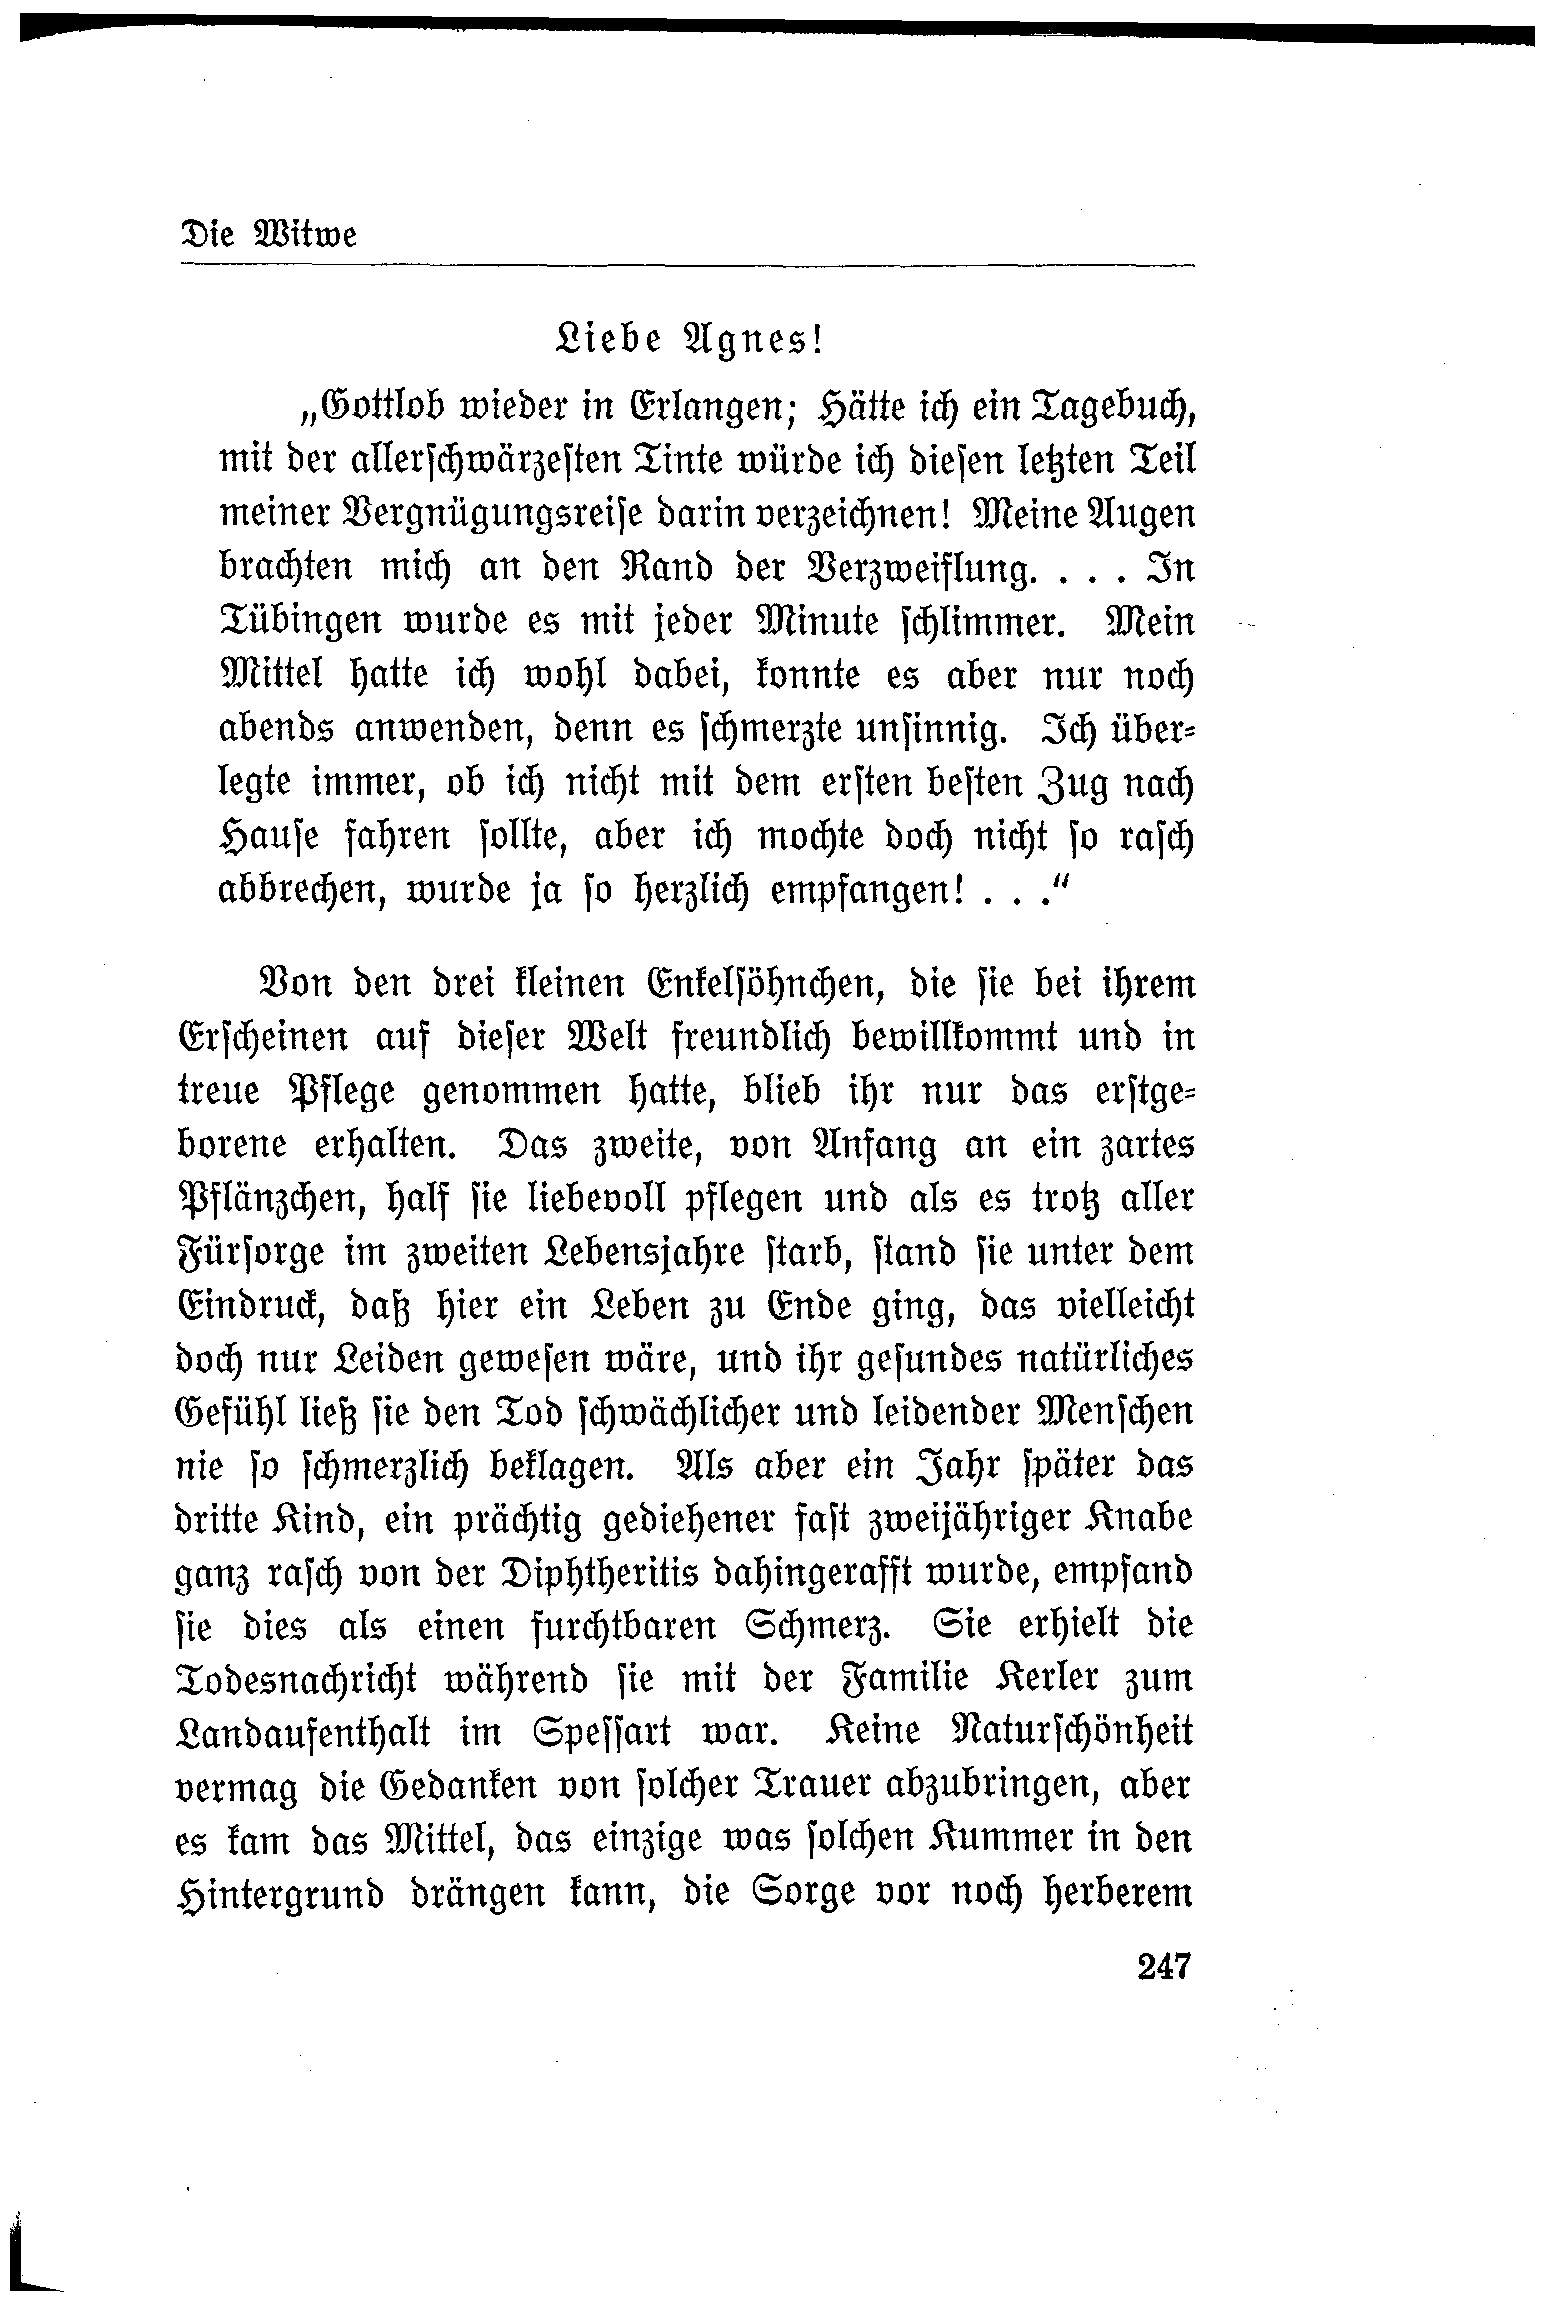 Die Witwe
Liebe Agnes!
„Gottlob wieder in Erlangen; Hätte ich ein Tagebuch,
mit der allerschwärzesten Tinte würde ich diesen letzten Teil
meiner Vergnügungsreise darin verzeichnen! Meine Augen
brachten mich an den Rand der Verzweiflung. . . . In
Tübingen wurde es mit jeder Minute schlimmer. Mein
Mittel hatte ich wohl dabei, konnte es aber nur noch
abends anwenden, denn es schmerzte unsinnig. Ich über-
legte immer, ob ich nicht mit dem ersten besten Zug nach
Hause fahren sollte, aber ich mochte doch nicht so rasch
abbrechen, wurde ja so herzlich empfangen! . . .“
Von den drei kleinen Enkelsöhnchen, die sie bei ihrem
Erscheinen auf dieser Welt freundlich bewillkommt und in
treue Pflege genommen hatte, blieb ihr nur das erstge-
borene erhalten. Das zweite, von Anfang an ein zartes
Pflänzchen, half sie liebevoll pflegen und als es trotz aller
Fürsorge im zweiten Lebensjahre starb, stand sie unter dem
Eindruck, daß hier ein Leben zu Ende ging, das vielleicht
doch nur Leiden gewesen wäre, und ihr gesundes natürliches
Gefühl ließ sie den Tod schwächlicher und leidender Menschen
nie so schmerzlich beklagen. Als aber ein Jahr später das
dritte Kind, ein prächtig gediehener fast zweijähriger Knabe
ganz rasch von der Diphtheritis dahingerafft wurde, empfand
sie dies als einen furchtbaren Schmerz. Sie erhielt die
Todesnachricht während sie mit der Familie Kerler zum
Landaufenthalt im Spessart war. Keine Naturschönheit
vermag die Gedanken von solcher Trauer abzubringen, aber
es kam das Mittel, das einzige was solchen Kummer in den
Hintergrund drängen kann, die Sorge vor noch herberem
247